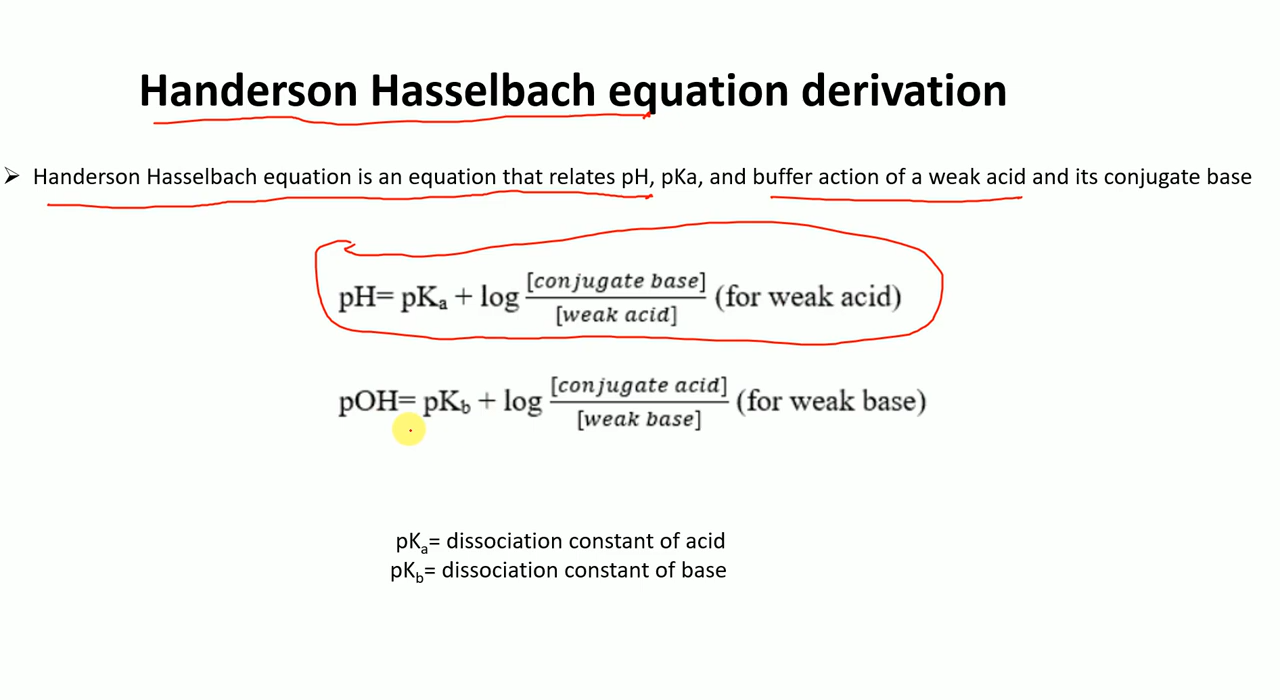 Handerson Hasselbach equation derivation
➢ Handerson Hasselbach equation is an equation that relates pH, pKa, and buffer action of a weak acid and its conjugate base
pH= pKₐ + log [conjugate base]/[weak acid] (for weak acid)
pOH= pK_b + log [conjugate acid]/[weak base] (for weak base)
pKₐ= dissociation constant of acid
pK_b= dissociation constant of base